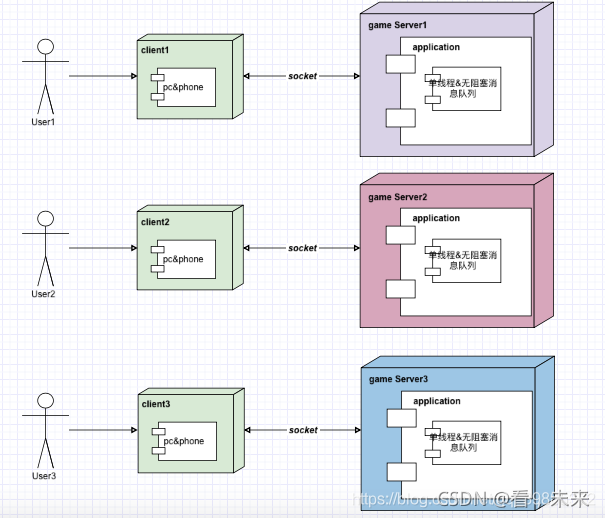 game Server1
client1
application
pc&phone
socket
单线程&无阻塞消
息队列
User1
game Server2
client2
application
pc&phone
socket
单线程&无阻塞消
息队列
User2
game Server3
client3
application
pc&phone
socket
单线程&无阻塞消
息队列
User3
CSDN @看98未来